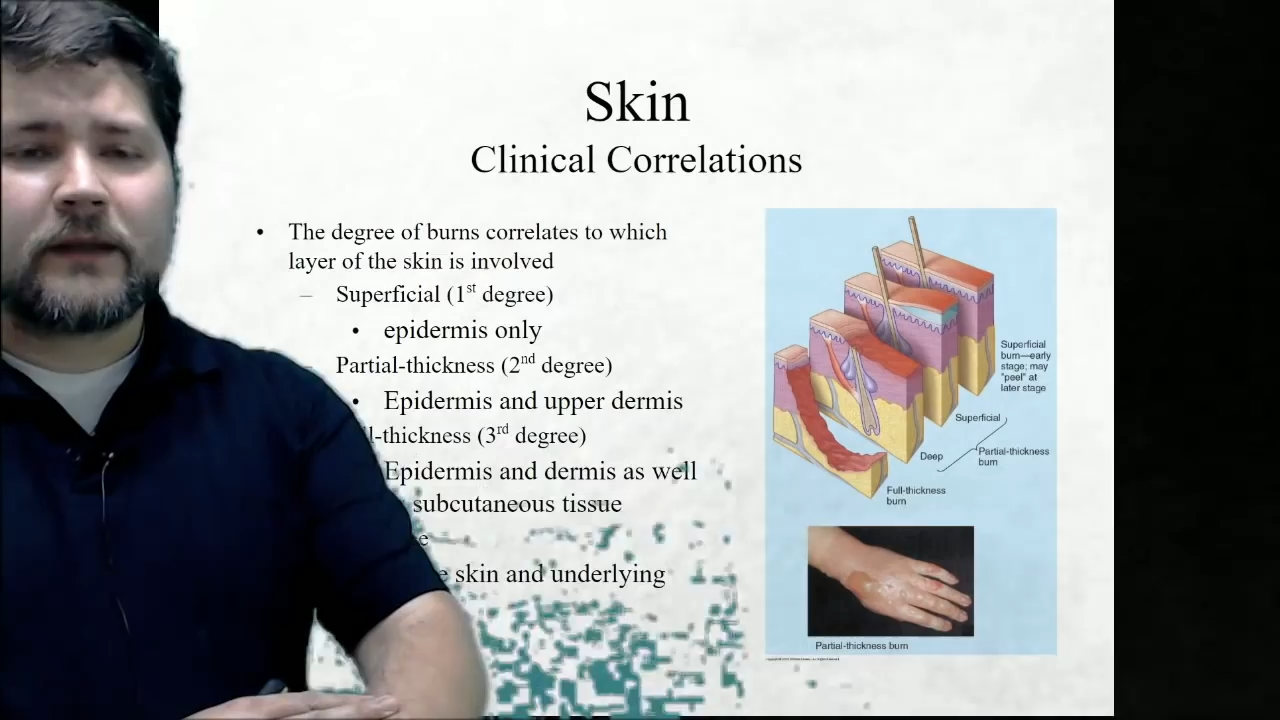 Skin
Clinical Correlations
• The degree of burns correlates to which
layer of the skin is involved
– Superficial (1st degree)
• epidermis only
Partial-thickness (2nd degree)
• Epidermis and upper dermis
l-thickness (3rd degree)
Epidermis and dermis as well
subcutaneous tissue
e
e skin and underlying
Superficial
burn—early
stage; may
"peel" at
later stage
Superficial
Partial-thickness
burn
Deep
Full-thickness
burn
Partial-thickness burn